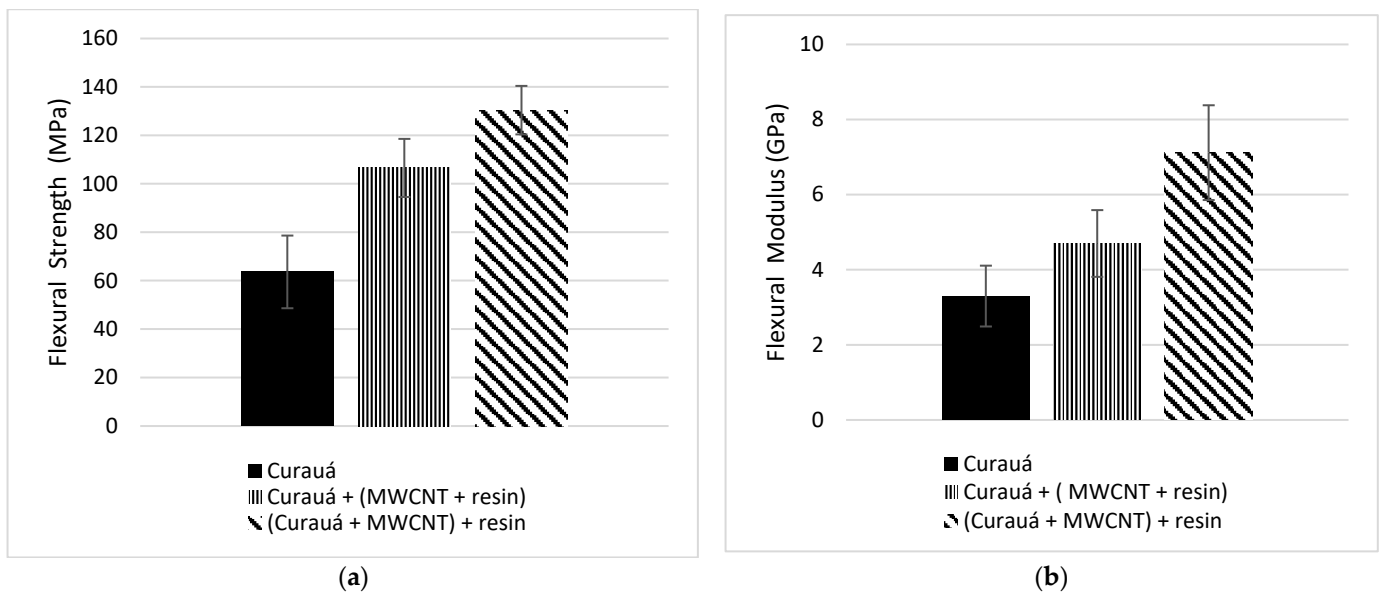 160
140
120
100
80
60
40
20
0
Flexural Strength (MPa)
Curauá
Curauá + (MWCNT + resin)
(Curauá + MWCNT) + resin
(a)
10
8
6
4
2
0
Flexural Modulus (GPa)
Curauá
Curauá + ( MWCNT + resin)
(Curauá + MWCNT) + resin
(b)